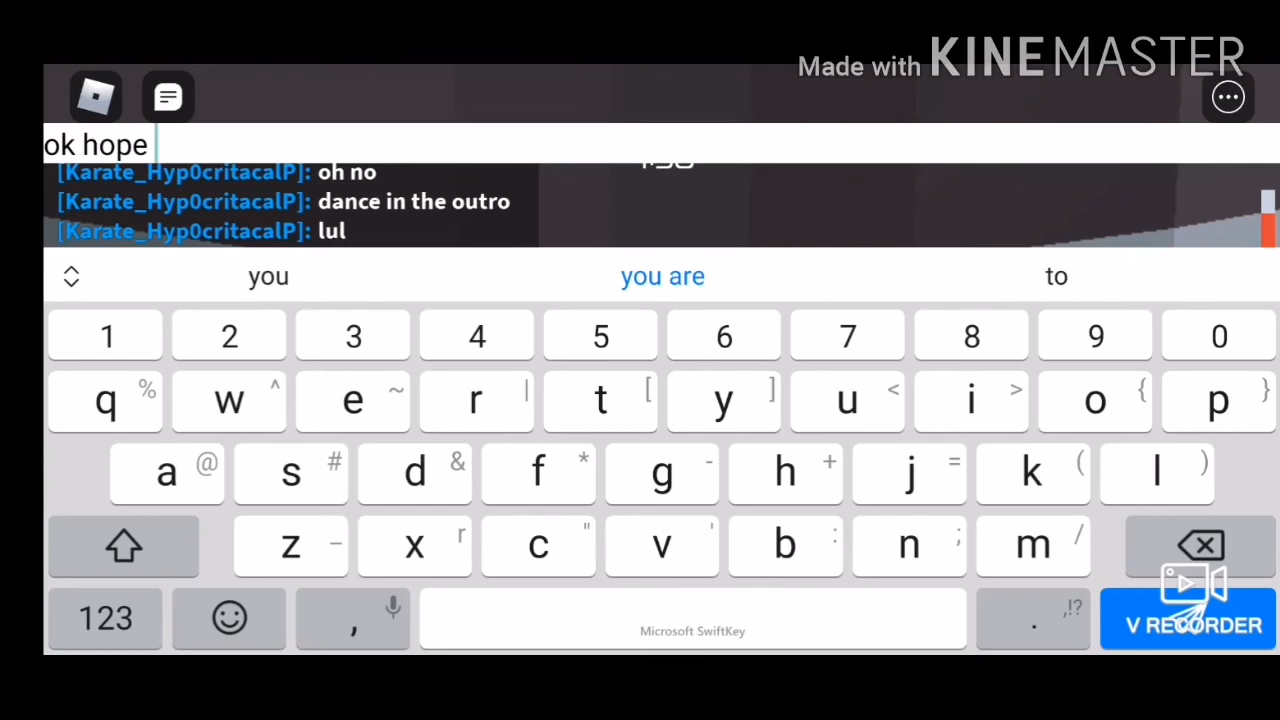 Made with KINEMASTER
ok hope
[Karate_Hyp0critacalP]: oh no
[Karate_Hyp0critacalP]: dance in the outro
[Karate_Hyp0critacalP]: lul
you you are to
1 2 3 4 5 6 7 8 9 0
q % w ^ e ~ r | t [ y ] u < i > o { p }
a @ s # d & f * g - h + j = k ( l )
z _ x r c " v ' b : n ; m /
123 , Microsoft SwiftKey . ,!? V RECORDER